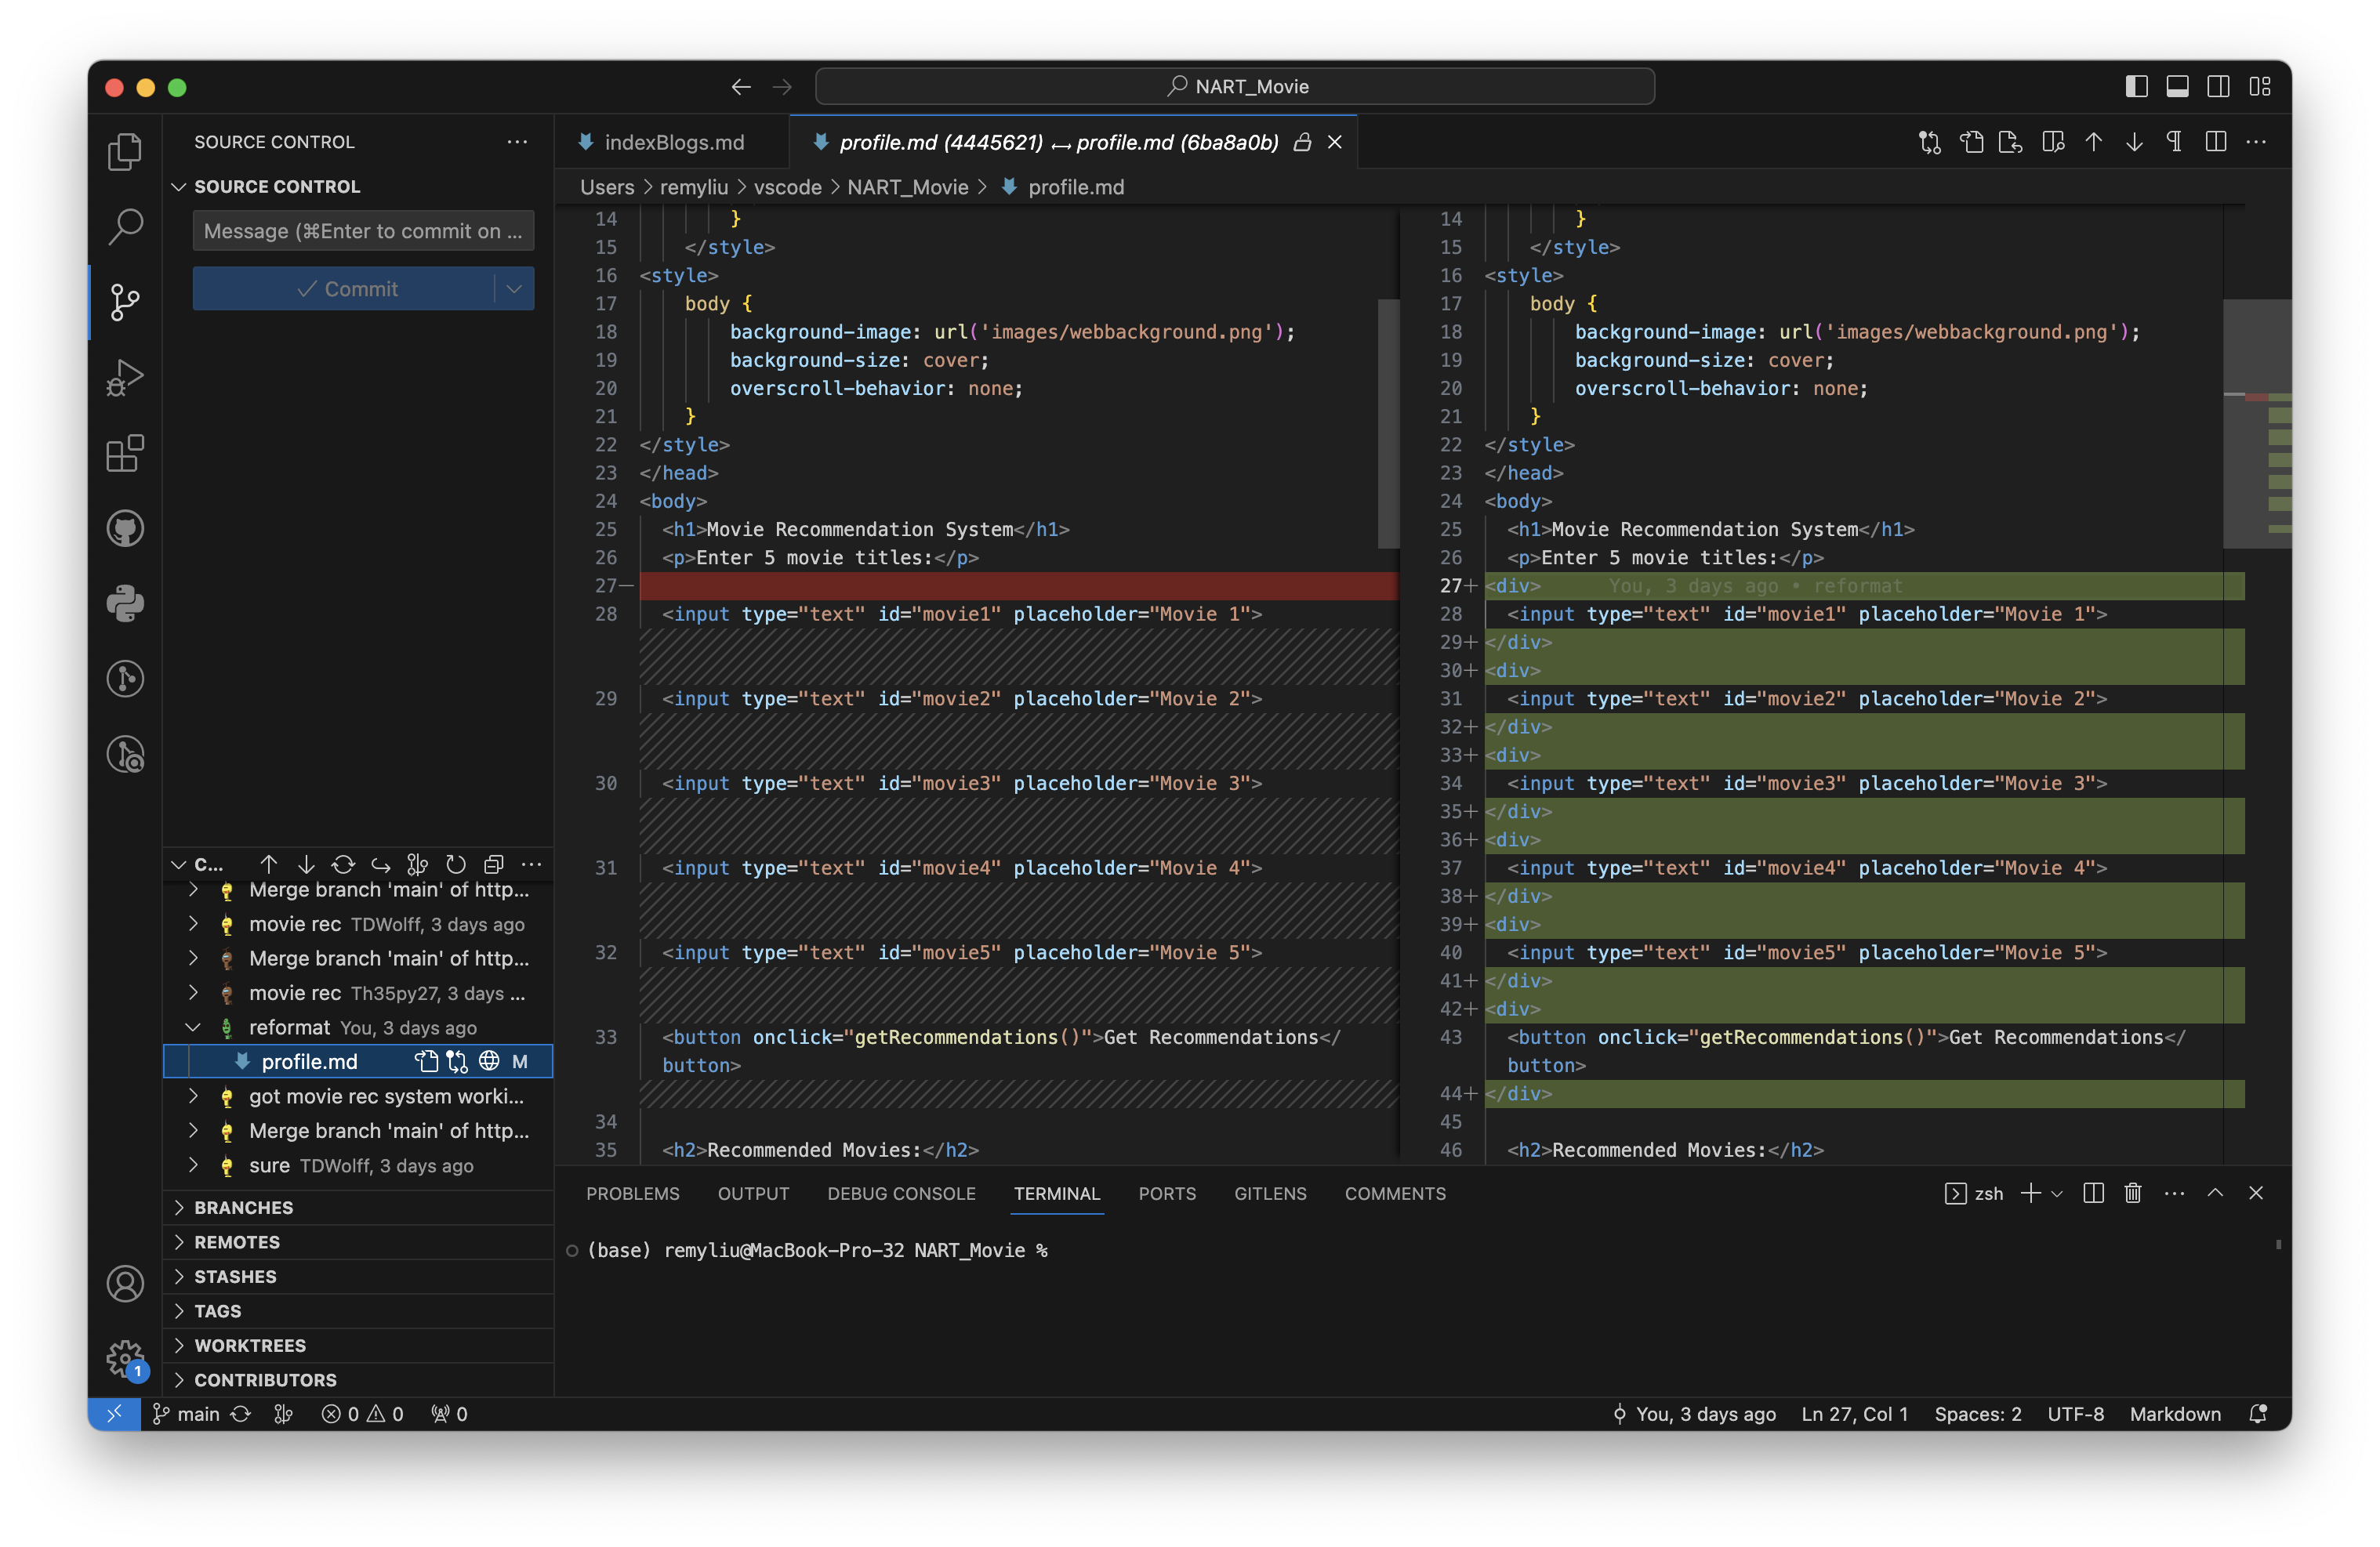 NART_Movie
SOURCE CONTROL
SOURCE CONTROL
Message (⌘Enter to commit on ...
Commit
C...
Merge branch 'main' of http...
movie rec TDWolff, 3 days ago
Merge branch 'main' of http...
movie rec Th35py27, 3 days ...
reformat You, 3 days ago
profile.md M
got movie rec system worki...
Merge branch 'main' of http...
sure TDWolff, 3 days ago
BRANCHES
REMOTES
STASHES
TAGS
WORKTREES
CONTRIBUTORS
1
indexBlogs.md
profile.md (4445621) ↔ profile.md (6ba8a0b)
Users > remyliu > vscode > NART_Movie > profile.md
14 }
15 </style>
16 <style>
17 body {
18 background-image: url('images/webbackground.png');
19 background-size: cover;
20 overscroll-behavior: none;
21 }
22 </style>
23 </head>
24 <body>
25 <h1>Movie Recommendation System</h1>
26 <p>Enter 5 movie titles:</p>
27—
28 <input type="text" id="movie1" placeholder="Movie 1">
29 <input type="text" id="movie2" placeholder="Movie 2">
30 <input type="text" id="movie3" placeholder="Movie 3">
31 <input type="text" id="movie4" placeholder="Movie 4">
32 <input type="text" id="movie5" placeholder="Movie 5">
33 <button onclick="getRecommendations()">Get Recommendations</
button>
34
35 <h2>Recommended Movies:</h2>
14 }
15 </style>
16 <style>
17 body {
18 background-image: url('images/webbackground.png');
19 background-size: cover;
20 overscroll-behavior: none;
21 }
22 </style>
23 </head>
24 <body>
25 <h1>Movie Recommendation System</h1>
26 <p>Enter 5 movie titles:</p>
27+ <div> You, 3 days ago • reformat
28 <input type="text" id="movie1" placeholder="Movie 1">
29+ </div>
30+ <div>
31 <input type="text" id="movie2" placeholder="Movie 2">
32+ </div>
33+ <div>
34 <input type="text" id="movie3" placeholder="Movie 3">
35+ </div>
36+ <div>
37 <input type="text" id="movie4" placeholder="Movie 4">
38+ </div>
39+ <div>
40 <input type="text" id="movie5" placeholder="Movie 5">
41+ </div>
42+ <div>
43 <button onclick="getRecommendations()">Get Recommendations</
button>
44+ </div>
45
46 <h2>Recommended Movies:</h2>
PROBLEMS OUTPUT DEBUG CONSOLE TERMINAL PORTS GITLENS COMMENTS
zsh
(base) remyliu@MacBook-Pro-32 NART_Movie %
main 0 0 0
You, 3 days ago Ln 27, Col 1 Spaces: 2 UTF-8 Markdown